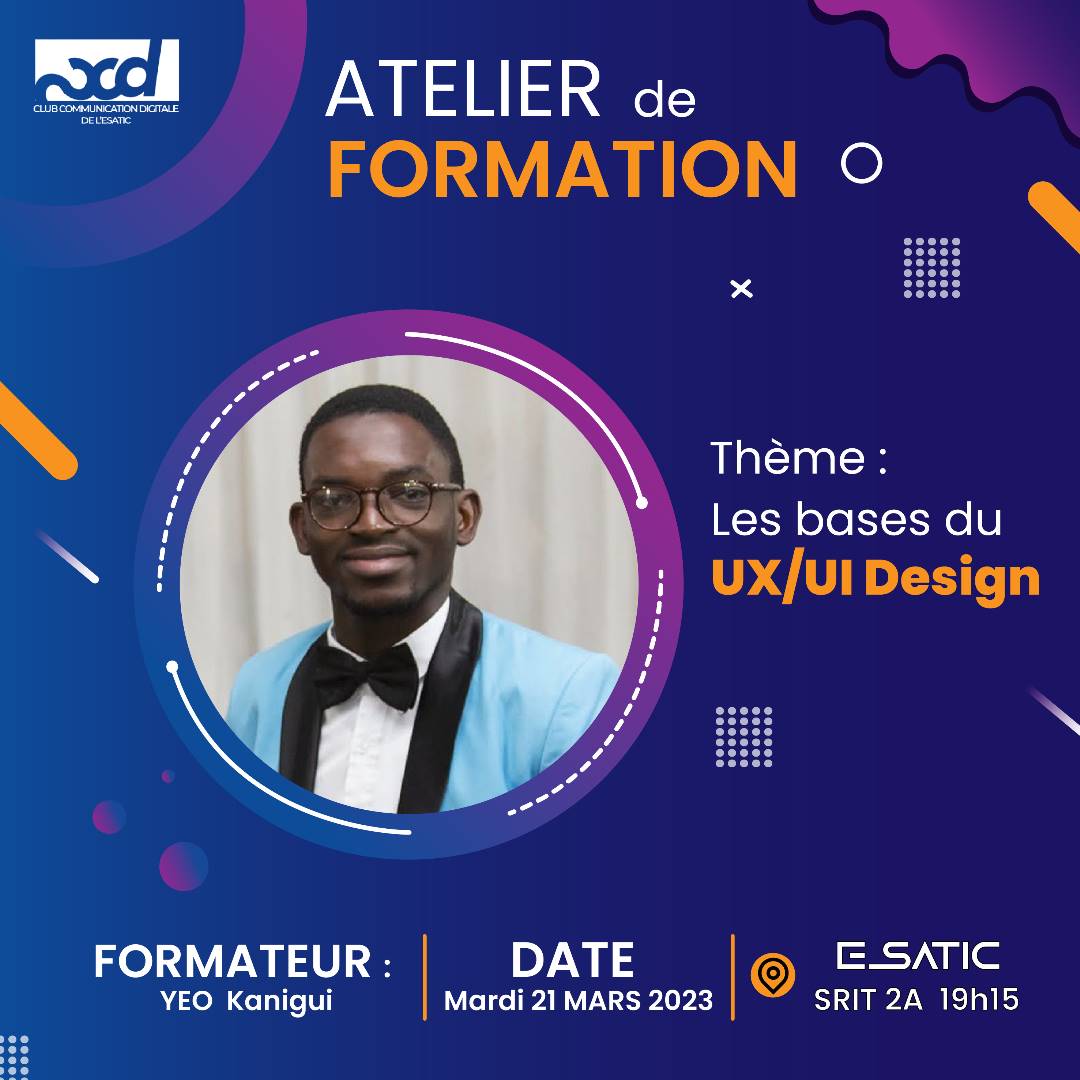 CLUB COMMUNICATION DIGITALE
DE L'ESATIC
ATELIER de
FORMATION
Thème :
Les bases du
UX/UI Design
FORMATEUR :
YEO Kanigui
DATE
Mardi 21 MARS 2023
ESATIC
SRIT 2A 19h15